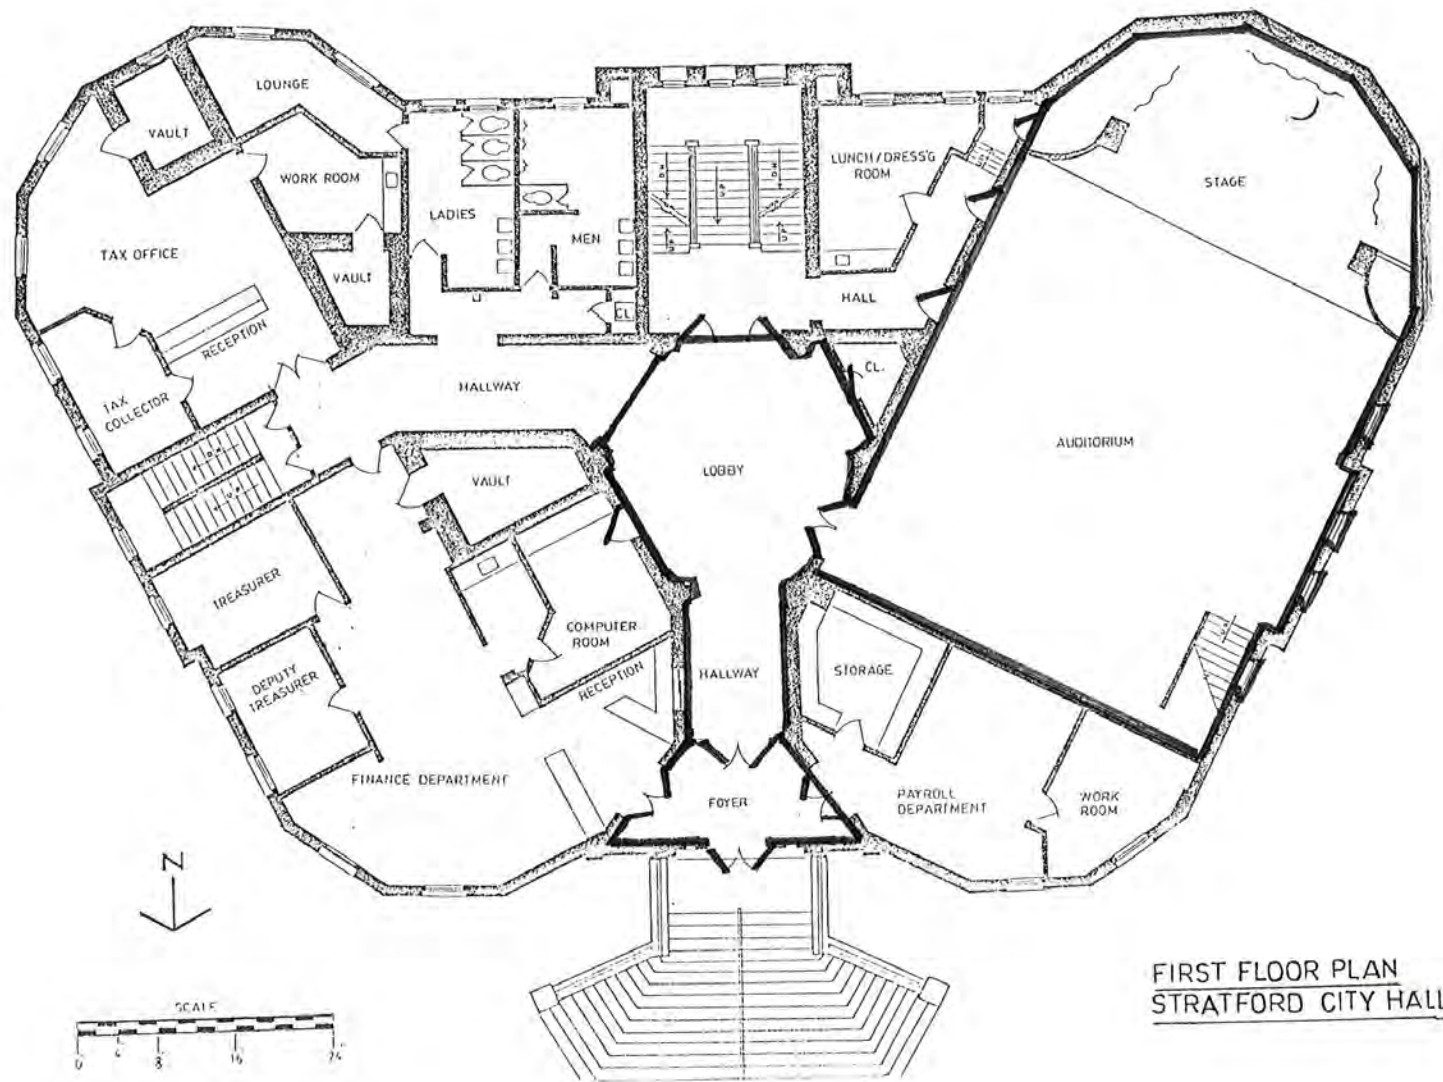 LOUNGE
VAULT
WORK ROOM
LADIES
MEN
LUNCH/DRESS'G
ROOM
STAGE
TAX OFFICE
VAULT
HALL
CL.
RECEPTION
HALLWAY
CL.
TAX
COLLECTOR
AUDITORIUM
LOBBY
VAULT
TREASURER
COMPUTER
ROOM
DEPUTY
TREASURER
RECEPTION
HALLWAY
STORAGE
FINANCE DEPARTMENT
FOYER
PAYROLL
DEPARTMENT
WORK
ROOM
N
FIRST FLOOR PLAN
STRATFORD CITY HALL
SCALE
0 4 8 16 24